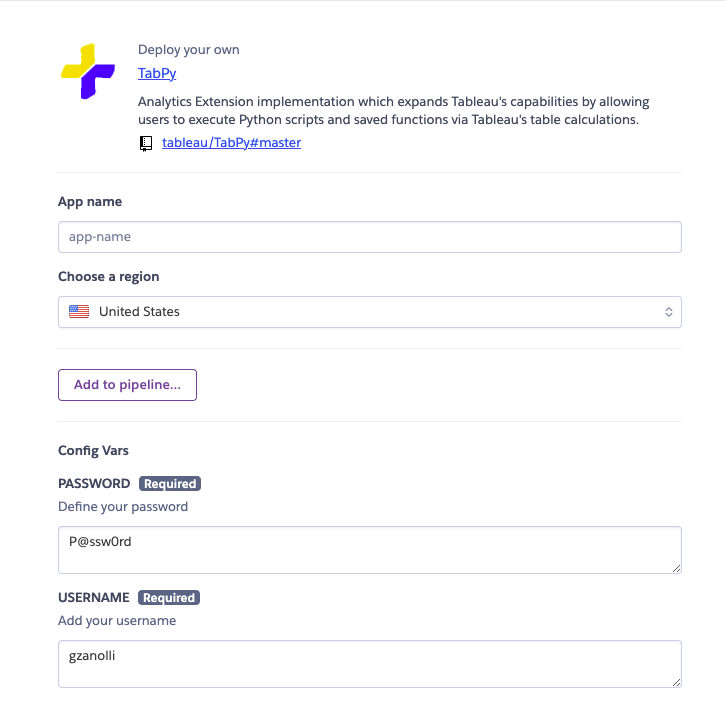 Deploy your own
TabPy
Analytics Extension implementation which expands Tableau's capabilities by allowing
users to execute Python scripts and saved functions via Tableau's table calculations.
tableau/TabPy#master
App name
app-name
Choose a region
United States
Add to pipeline...
Config Vars
PASSWORD Required
Define your password
P@ssw0rd
USERNAME Required
Add your username
gzanolli